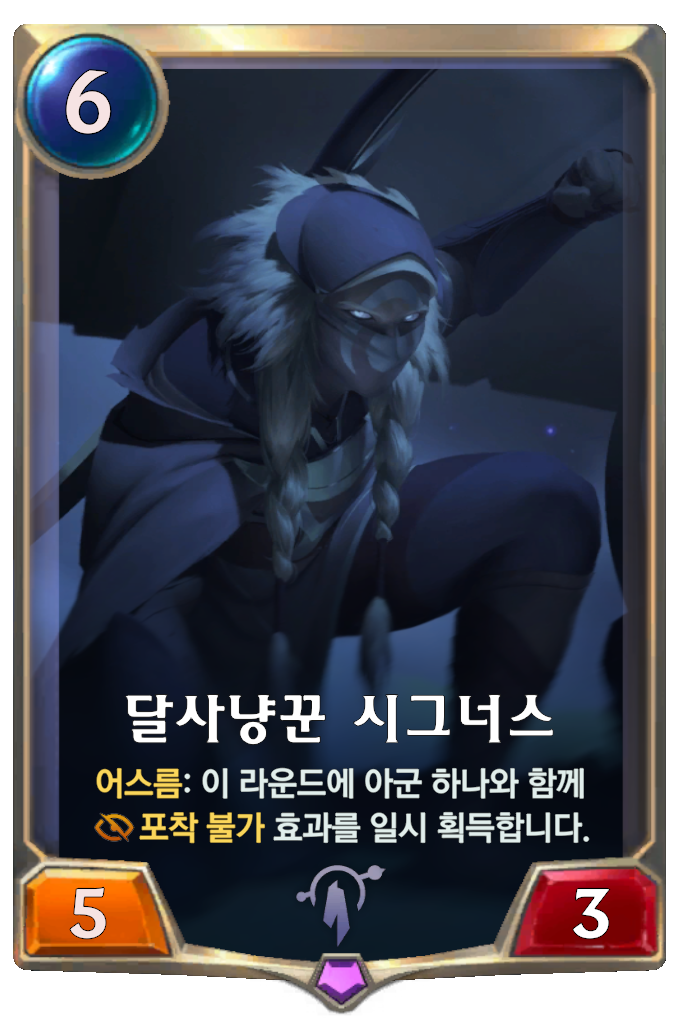 6
달사냥꾼 시그너스
어스름: 이 라운드에 아군 하나와 함께
포착 불가 효과를 일시 획득합니다.
5
3